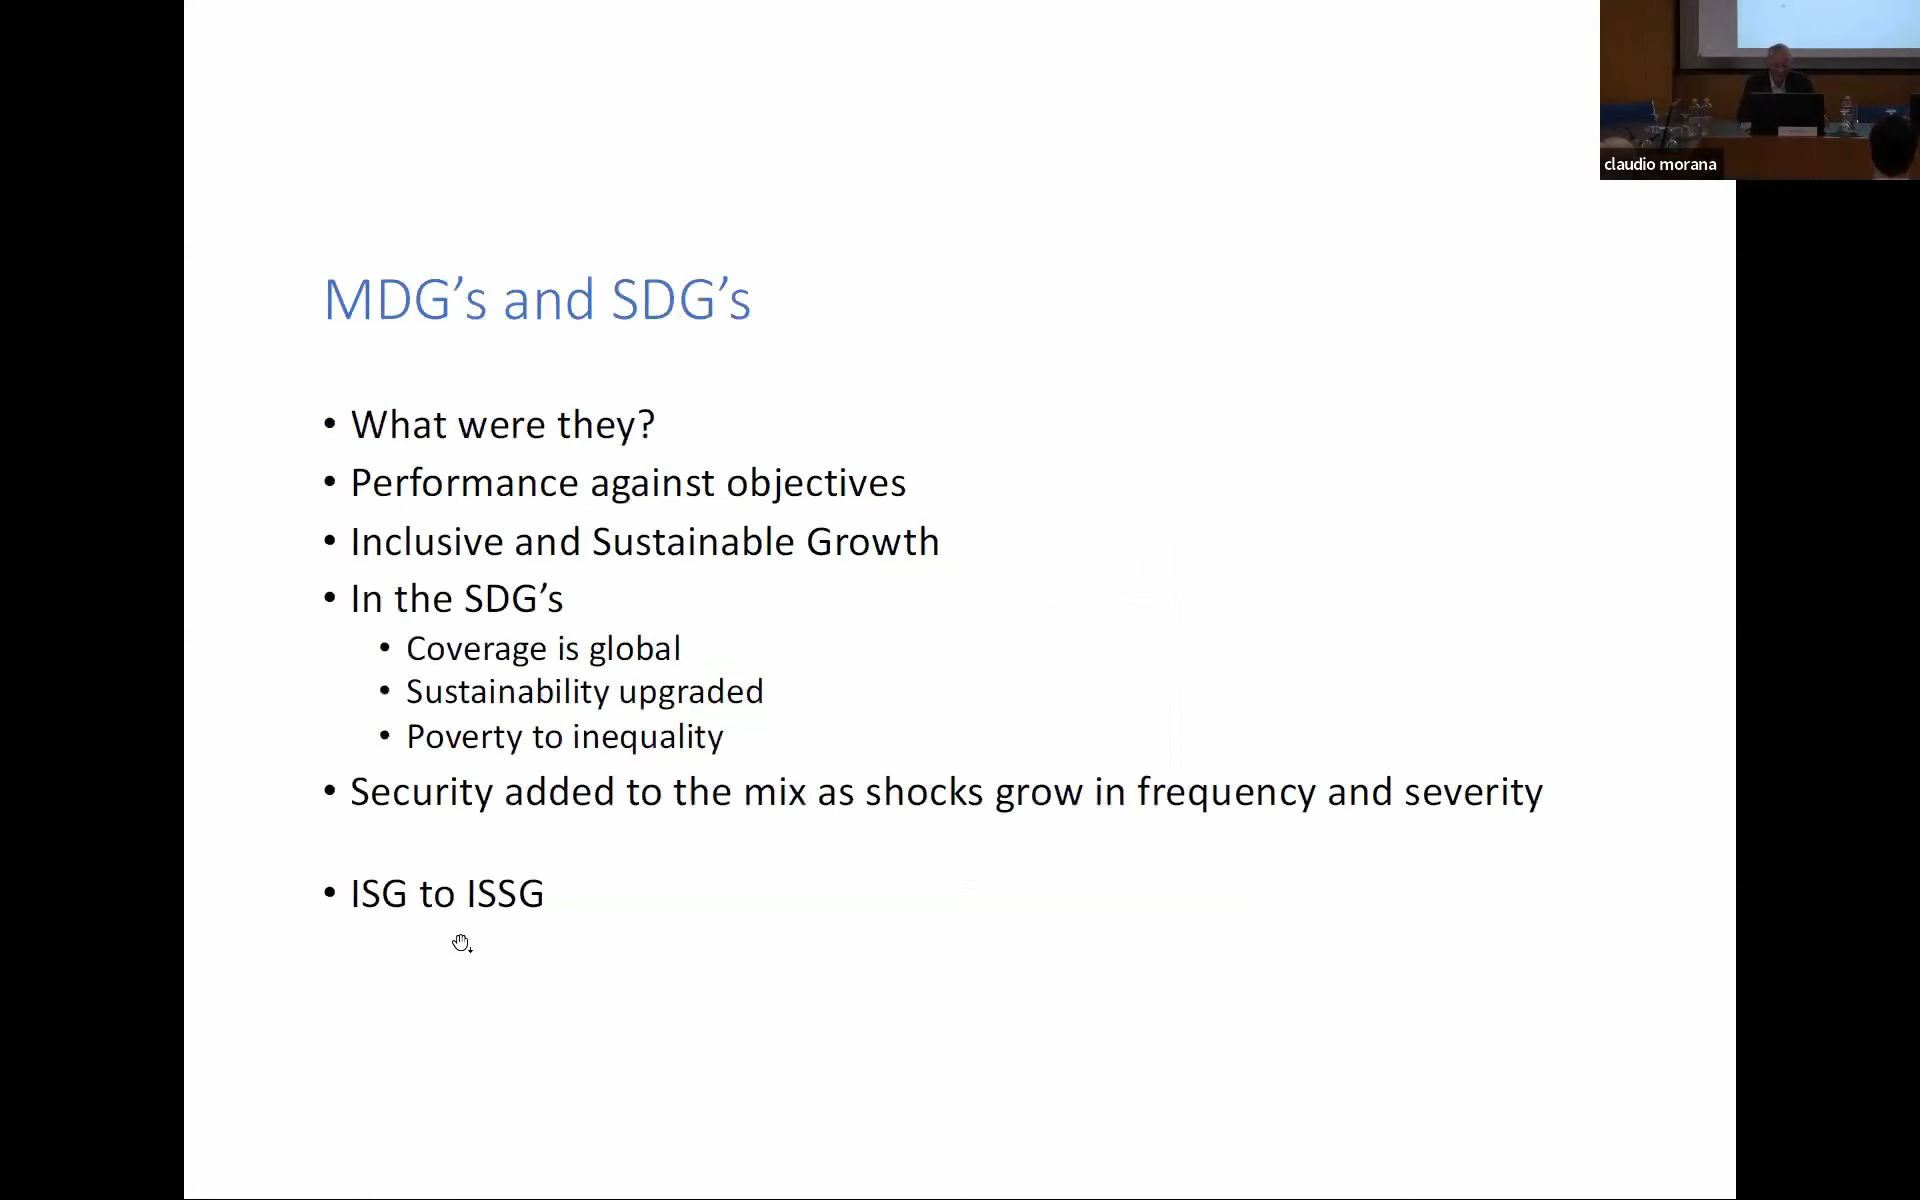 claudio morana
MDG’s and SDG’s
• What were they?
• Performance against objectives
• Inclusive and Sustainable Growth
• In the SDG’s
• Coverage is global
• Sustainability upgraded
• Poverty to inequality
• Security added to the mix as shocks grow in frequency and severity
• ISG to ISSG